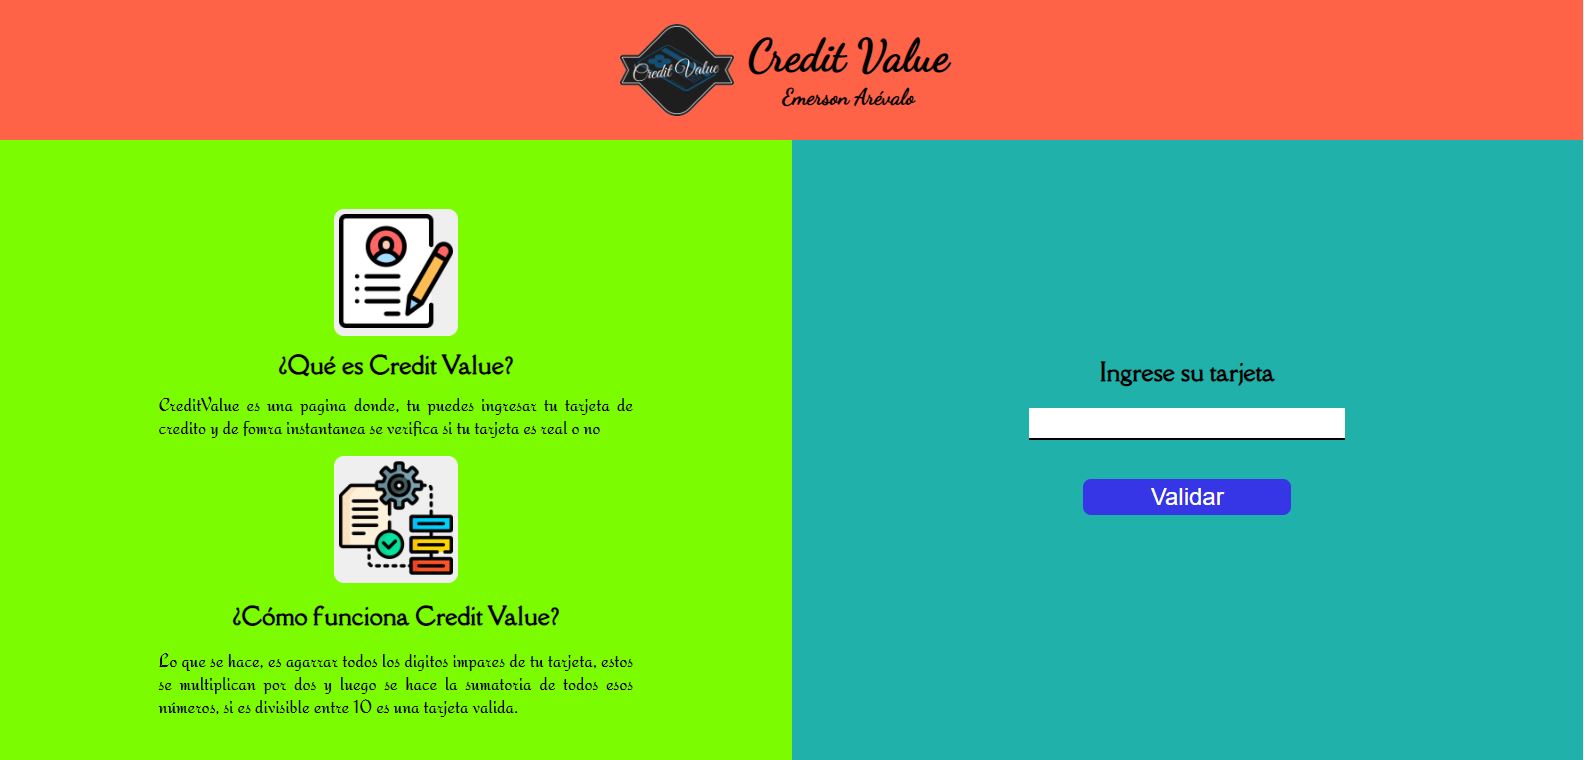 Credit Value
Credit Value
Emerson Arévalo
¿Qué es Credit Value?
CreditValue es una pagina donde, tu puedes ingresar tu tarjeta de
credito y de fomra instantanea se verifica si tu tarjeta es real o no
¿Cómo funciona Credit Value?
Lo que se hace, es agarrar todos los digitos impares de tu tarjeta, estos
se multiplican por dos y luego se hace la sumatoria de todos esos
números, si es divisible entre 10 es una tarjeta valida.
Ingrese su tarjeta
Validar